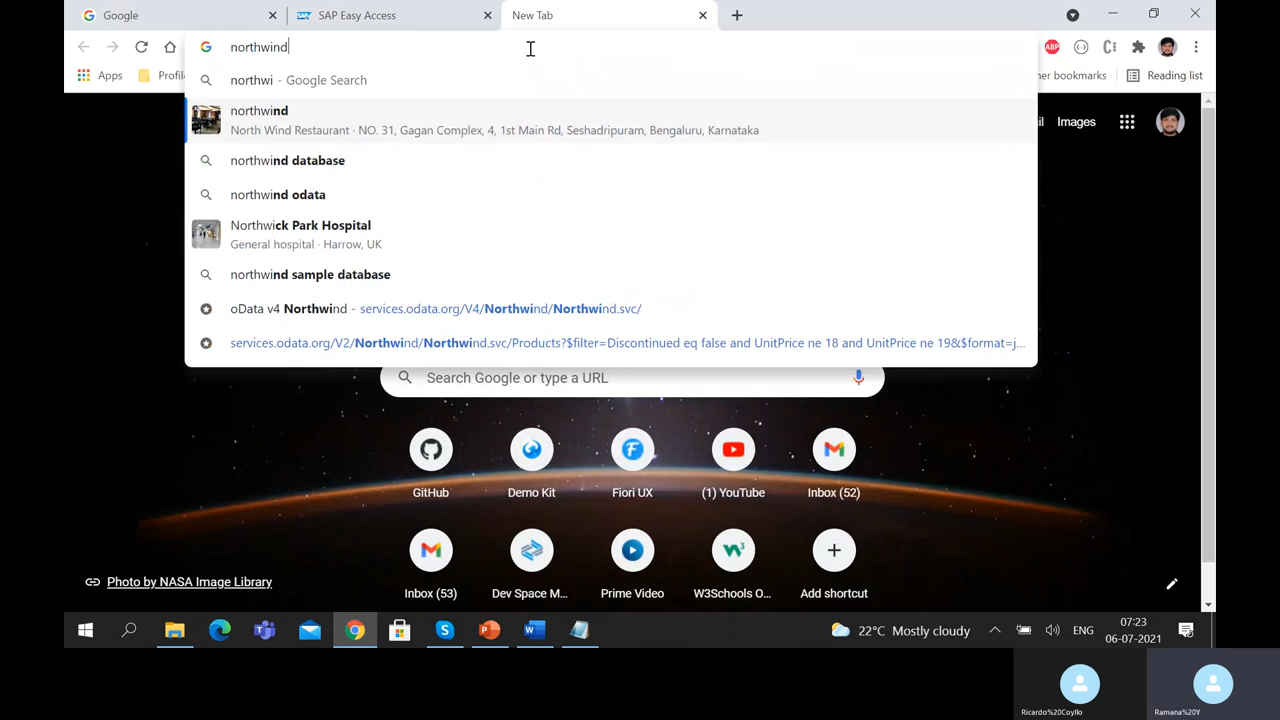 Google
SAP Easy Access
New Tab
northwind
Apps
Profil
her bookmarks
Reading list
northwi - Google Search
northwind
North Wind Restaurant · NO. 31, Gagan Complex, 4, 1st Main Rd, Seshadripuram, Bengaluru, Karnataka
il
Images
northwind database
northwind odata
Northwick Park Hospital
General hospital · Harrow, UK
northwind sample database
oData v4 Northwind - services.odata.org/V4/Northwind/Northwind.svc/
services.odata.org/V2/Northwind/Northwind.svc/Products?$filter=Discontinued eq false and UnitPrice ne 18 and UnitPrice ne 19&$format=j...
Search Google or type a URL
GitHub
Demo Kit
Fiori UX
(1) YouTube
Inbox (52)
Inbox (53)
Dev Space M...
Prime Video
W3Schools O...
Add shortcut
Photo by NASA Image Library
22°C Mostly cloudy
ENG
07:23
06-07-2021
Ricardo%20Coyllo
Ramana%20Y